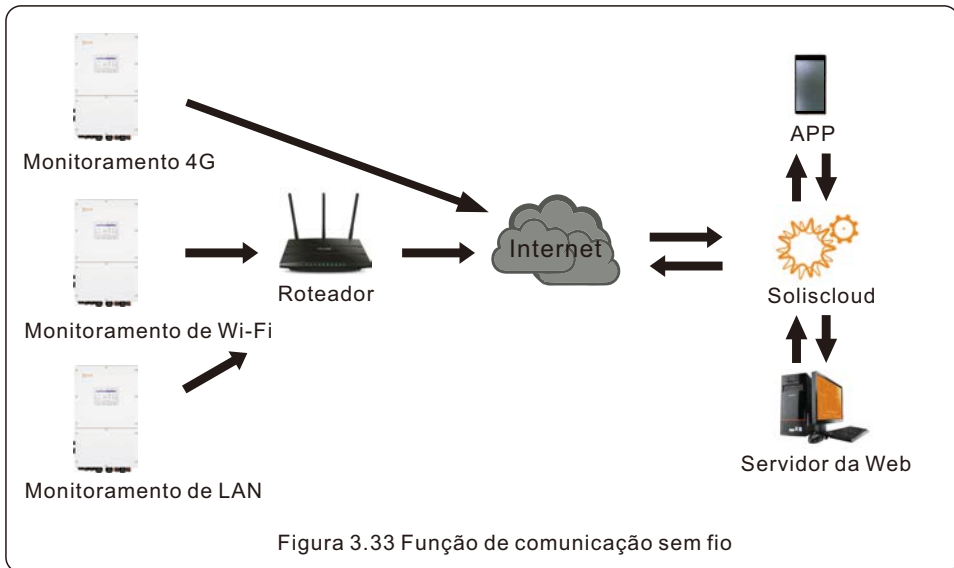 Monitoramento 4G
APP
Internet
Roteador
Soliscloud
Monitoramento de Wi-Fi
Servidor da Web
Monitoramento de LAN
Figura 3.33 Função de comunicação sem fio